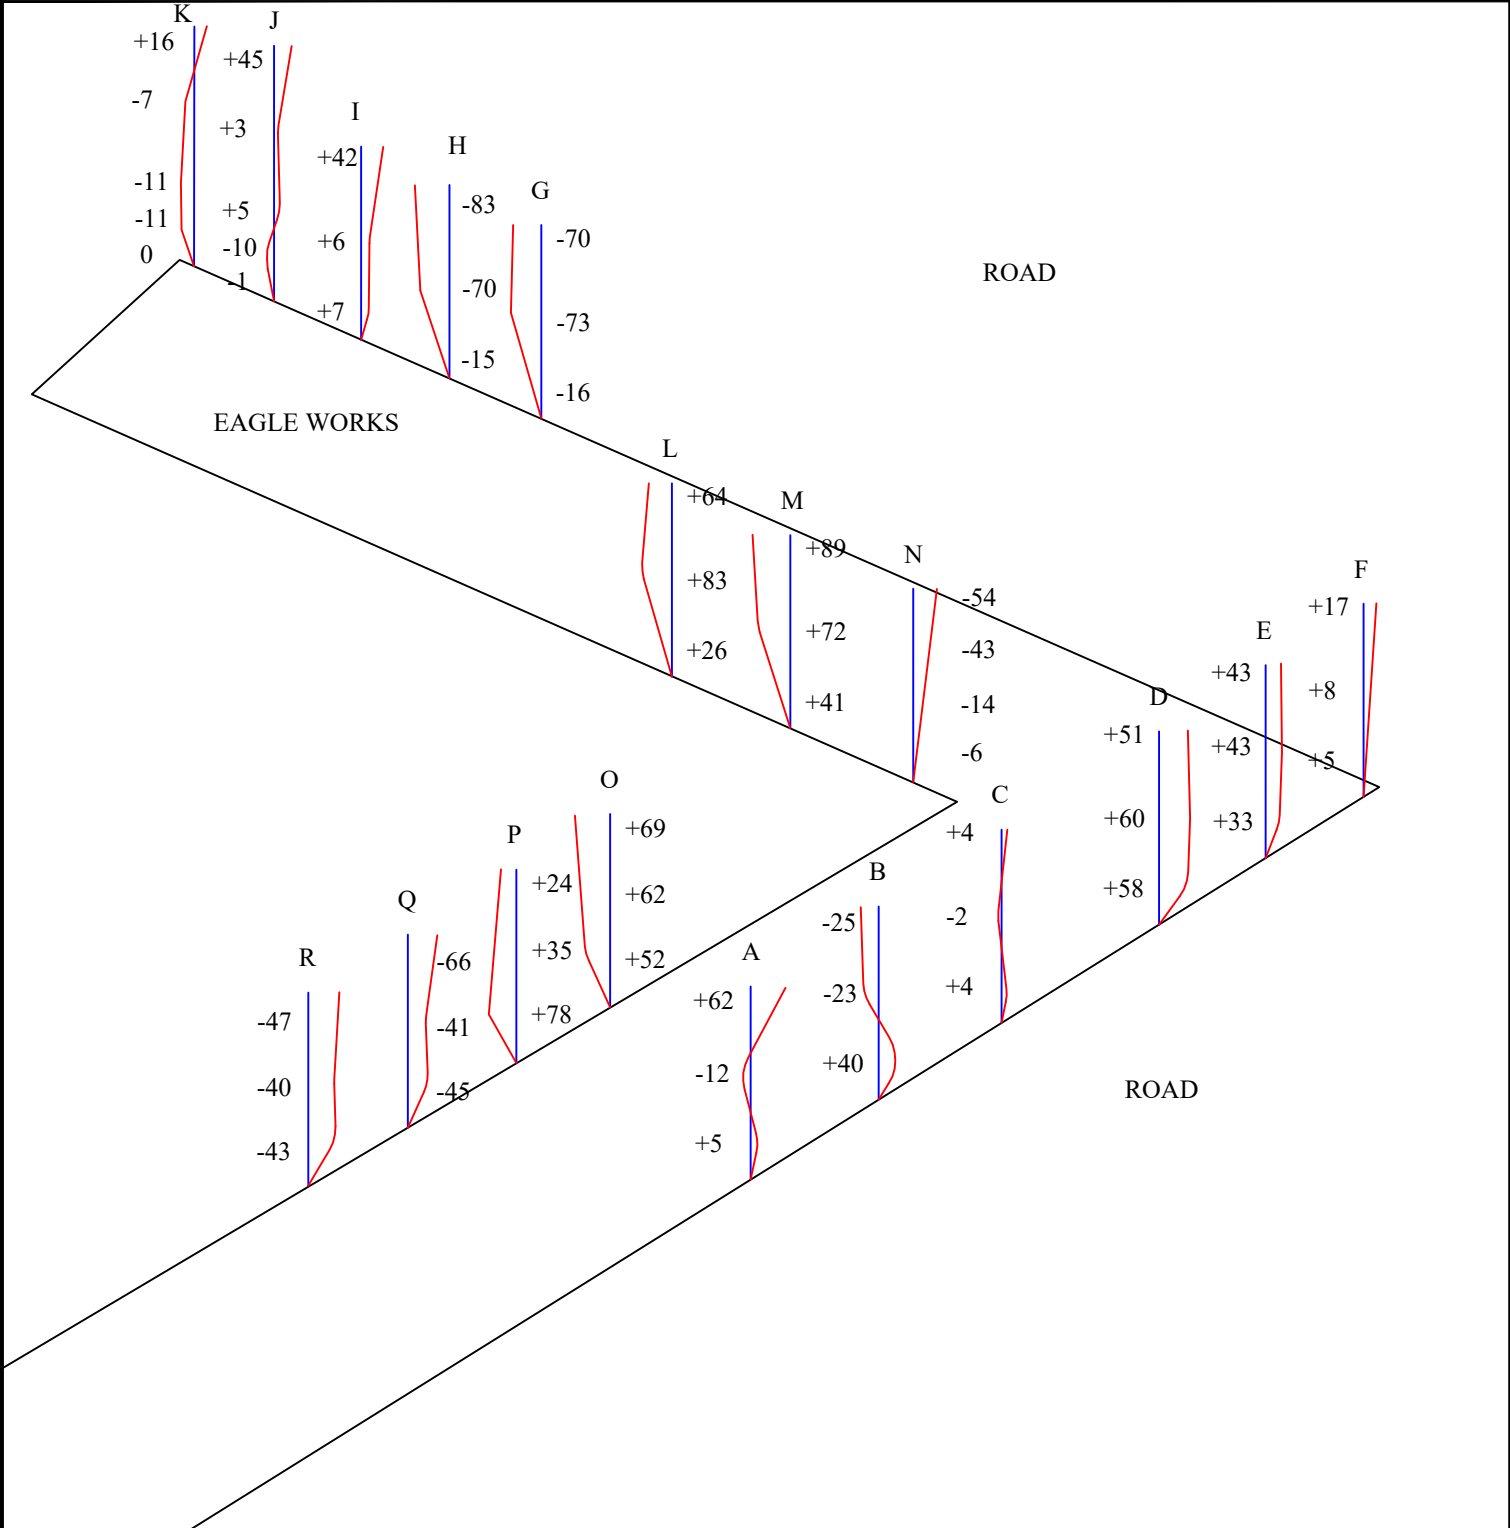 K
+16
-7
-11
-11
0
J
+45
+3
+5
-10
-1
I
+42
+6
+7
H
-83
-70
-15
G
-70
-73
-16
ROAD
EAGLE WORKS
L
+64
+83
+26
M
+89
+72
+41
N
-54
-43
-14
-6
F
+17
+8
+5
E
+43
+43
+33
D
+51
+60
+58
C
+4
-2
+4
B
-25
-23
+40
A
+62
-12
+5
O
+69
+62
+52
P
+24
+35
+78
Q
-66
-41
-45
R
-47
-40
-43
ROAD